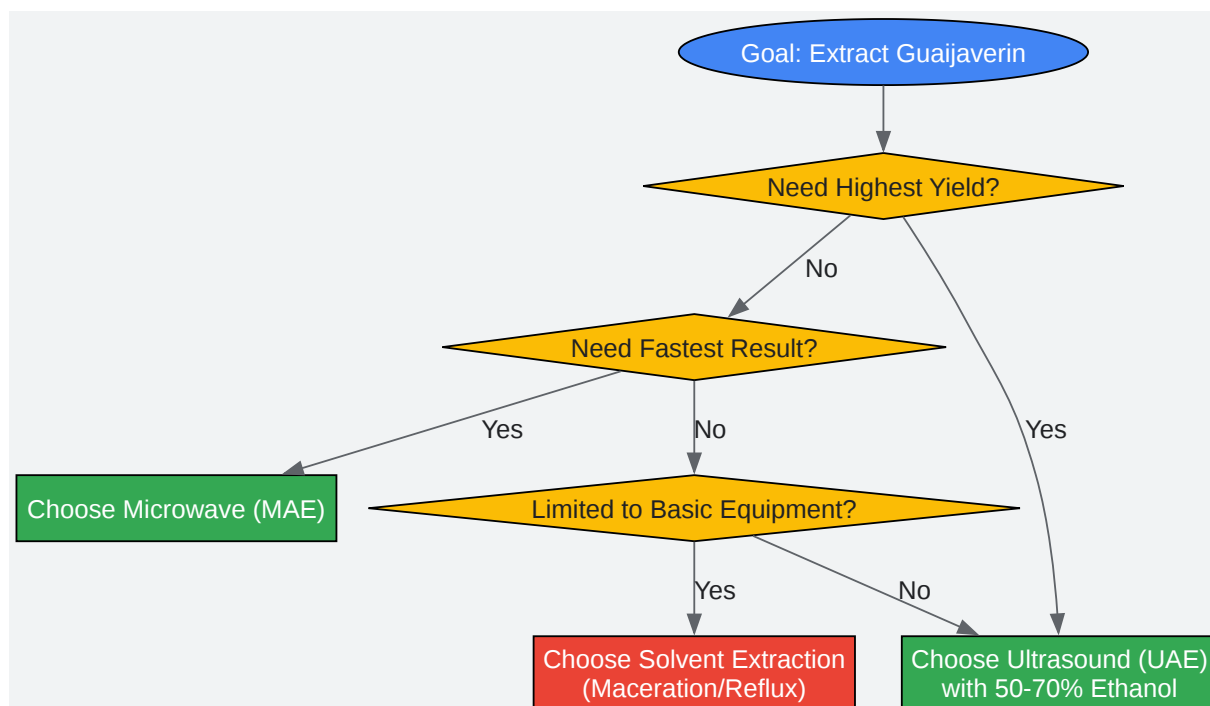 Goal: Extract Guaijaverin
Need Highest Yield?
No
Need Fastest Result?
Yes
No
Yes
Choose Microwave (MAE)
Limited to Basic Equipment?
Yes
No
Choose Solvent Extraction
(Maceration/Reflux)
Choose Ultrasound (UAE)
with 50-70% Ethanol